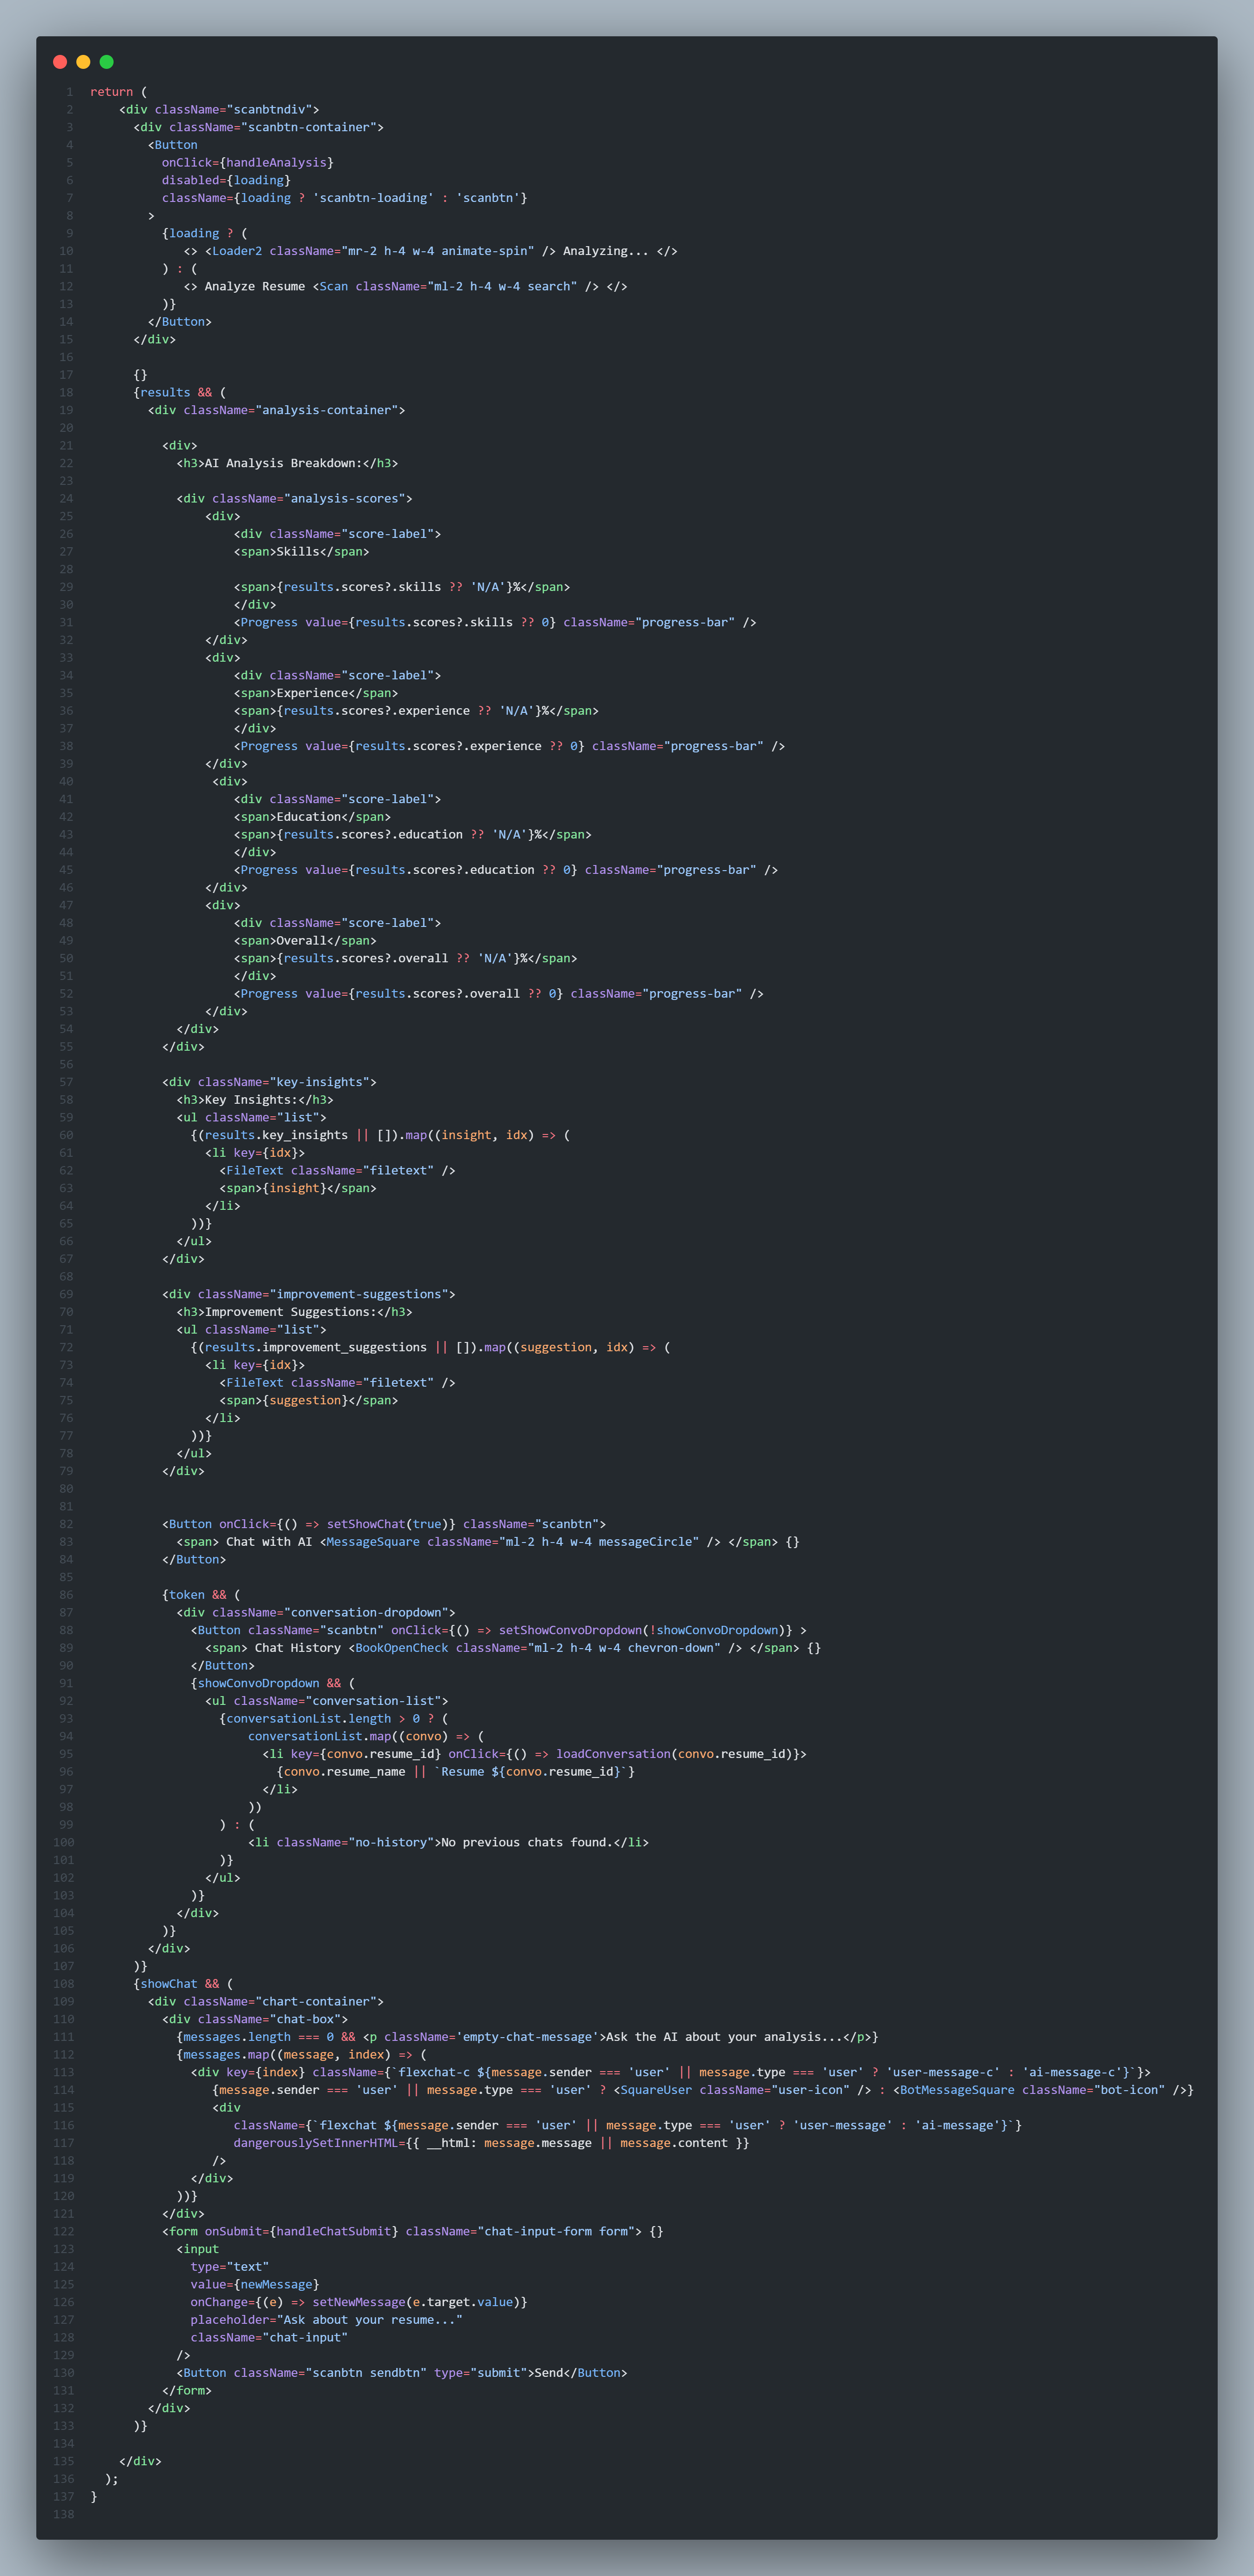 1 return (
2 <div className="scanbtndiv">
3 <div className="scanbtn-container">
4 <Button
5 onClick={handleAnalysis}
6 disabled={loading}
7 className={loading ? 'scanbtn-loading' : 'scanbtn'}
8 >
9 {loading ? (
10 <> <Loader2 className="mr-2 h-4 w-4 animate-spin" /> Analyzing... </>
11 ) : (
12 <> Analyze Resume <Scan className="ml-2 h-4 w-4 search" /> </>
13 )}
14 </Button>
15 </div>
16
17 {}
18 {results && (
19 <div className="analysis-container">
20
21 <div>
22 <h3>AI Analysis Breakdown:</h3>
23
24 <div className="analysis-scores">
25 <div>
26 <div className="score-label">
27 <span>Skills</span>
28
29 <span>{results.scores?.skills ?? 'N/A'}%</span>
30 </div>
31 <Progress value={results.scores?.skills ?? 0} className="progress-bar" />
32 </div>
33 <div>
34 <div className="score-label">
35 <span>Experience</span>
36 <span>{results.scores?.experience ?? 'N/A'}%</span>
37 </div>
38 <Progress value={results.scores?.experience ?? 0} className="progress-bar" />
39 </div>
40 <div>
41 <div className="score-label">
42 <span>Education</span>
43 <span>{results.scores?.education ?? 'N/A'}%</span>
44 </div>
45 <Progress value={results.scores?.education ?? 0} className="progress-bar" />
46 </div>
47 <div>
48 <div className="score-label">
49 <span>Overall</span>
50 <span>{results.scores?.overall ?? 'N/A'}%</span>
51 </div>
52 <Progress value={results.scores?.overall ?? 0} className="progress-bar" />
53 </div>
54 </div>
55 </div>
56
57 <div className="key-insights">
58 <h3>Key Insights:</h3>
59 <ul className="list">
60 {(results.key_insights || []).map((insight, idx) => (
61 <li key={idx}>
62 <FileText className="filetext" />
63 <span>{insight}</span>
64 </li>
65 ))}
66 </ul>
67 </div>
68
69 <div className="improvement-suggestions">
70 <h3>Improvement Suggestions:</h3>
71 <ul className="list">
72 {(results.improvement_suggestions || []).map((suggestion, idx) => (
73 <li key={idx}>
74 <FileText className="filetext" />
75 <span>{suggestion}</span>
76 </li>
77 ))}
78 </ul>
79 </div>
80
81
82 <Button onClick={() => setShowChat(true)} className="scanbtn">
83 <span> Chat with AI <MessageSquare className="ml-2 h-4 w-4 messageCircle" /> </span> {}
84 </Button>
85
86 {token && (
87 <div className="conversation-dropdown">
88 <Button className="scanbtn" onClick={() => setShowConvoDropdown(!showConvoDropdown)} >
89 <span> Chat History <BookOpenCheck className="ml-2 h-4 w-4 chevron-down" /> </span> {}
90 </Button>
91 {showConvoDropdown && (
92 <ul className="conversation-list">
93 {conversationList.length > 0 ? (
94 conversationList.map((convo) => (
95 <li key={convo.resume_id} onClick={() => loadConversation(convo.resume_id)}>
96 {convo.resume_name || `Resume ${convo.resume_id}`}
97 </li>
98 ))
99 ) : (
100 <li className="no-history">No previous chats found.</li>
101 )}
102 </ul>
103 )}
104 </div>
105 )}
106 </div>
107 )}
108 {showChat && (
109 <div className="chart-container">
110 <div className="chat-box">
111 {messages.length === 0 && <p className='empty-chat-message'>Ask the AI about your analysis...</p>}
112 {messages.map((message, index) => (
113 <div key={index} className={`flexchat-c ${message.sender === 'user' || message.type === 'user' ? 'user-message-c' : 'ai-message-c'}`}>
114 {message.sender === 'user' || message.type === 'user' ? <SquareUser className="user-icon" /> : <BotMessageSquare className="bot-icon" />}
115 <div
116 className={`flexchat ${message.sender === 'user' || message.type === 'user' ? 'user-message' : 'ai-message'}`}
117 dangerouslySetInnerHTML={{ __html: message.message || message.content }}
118 />
119 </div>
120 ))}
121 </div>
122 <form onSubmit={handleChatSubmit} className="chat-input-form form"> {}
123 <input
124 type="text"
125 value={newMessage}
126 onChange={(e) => setNewMessage(e.target.value)}
127 placeholder="Ask about your resume..."
128 className="chat-input"
129 />
130 <Button className="scanbtn sendbtn" type="submit">Send</Button>
131 </form>
132 </div>
133 )}
134
135 </div>
136 );
137 }
138